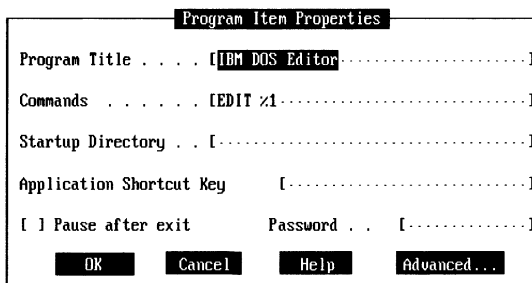 Program Item Properties
Program Title . . . . [IBM DOS Editor····················]
Commands . . . . . . [EDIT %1··························]
Startup Directory . . [·································]
Application Shortcut Key [·························]
[ ] Pause after exit Password . . [·············]
OK Cancel Help Advanced...